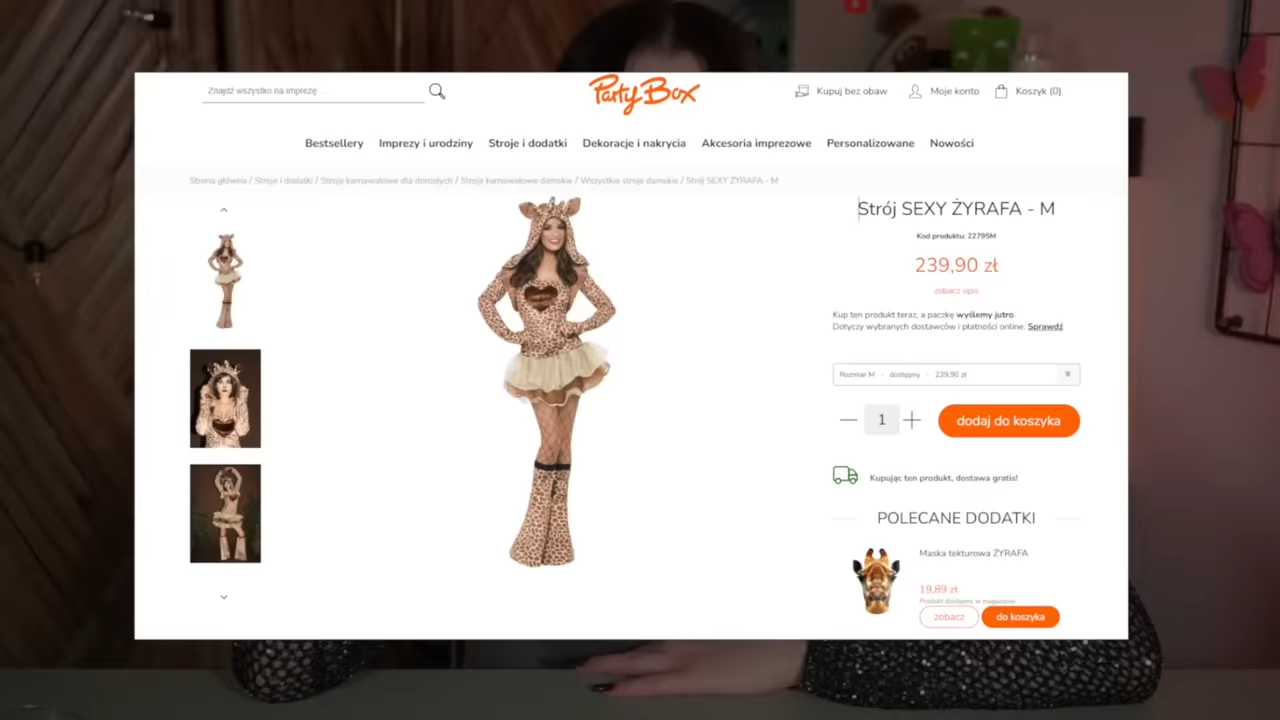 Znajdź wszystko na imprezę ...
Party Box
Kupuj bez obaw
Moje konto
Koszyk (0)
Bestsellery
Imprezy i urodziny
Stroje i dodatki
Dekoracje i nakrycia
Akcesoria imprezowe
Personalizowane
Nowości
Strona główna / Stroje i dodatki / Stroje karnawałowe dla dorosłych / Stroje karnawałowe damskie / Wszystkie stroje damskie / Strój SEXY ŻYRAFA - M
Strój SEXY ŻYRAFA - M
Kod produktu: 22795M
239,90 zł
zobacz opis
Kup ten produkt teraz, a paczkę wyślemy jutro.
Dotyczy wybranych dostawców i płatności online. Sprawdź
Rozmiar M - dostępny - 239,90 zł
1
dodaj do koszyka
Kupując ten produkt, dostawa gratis!
POLECANE DODATKI
Maska tekturowa ŻYRAFA
19,89 zł
Produkt dostępny w magazynie
zobacz
do koszyka